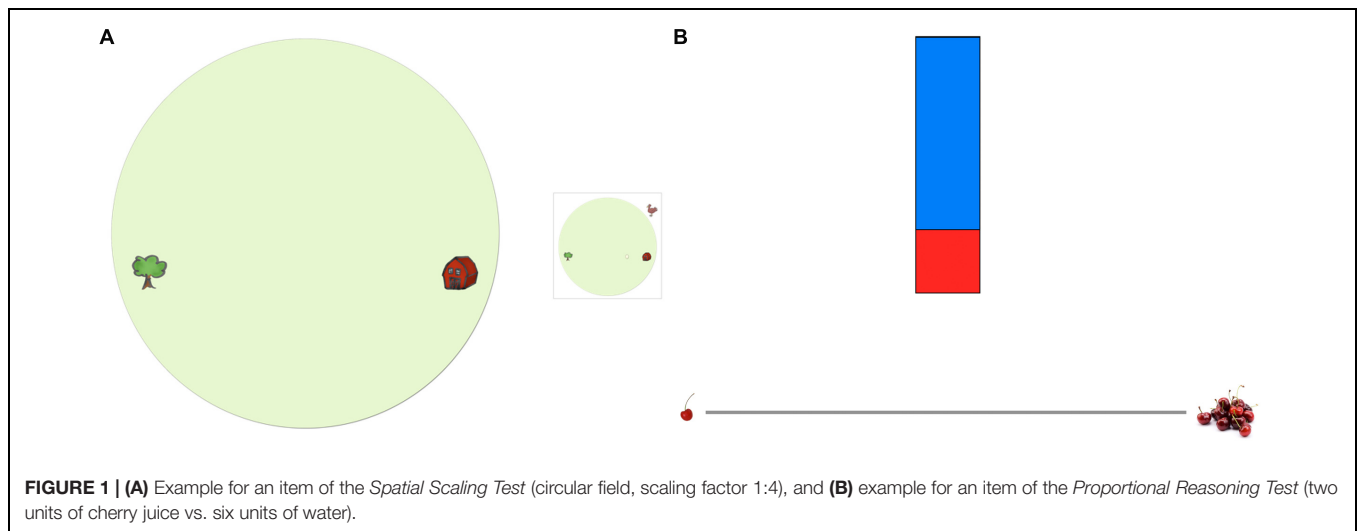 A
B
FIGURE 1 | (A) Example for an item of the Spatial Scaling Test (circular field, scaling factor 1:4), and (B) example for an item of the Proportional Reasoning Test (two
units of cherry juice vs. six units of water).